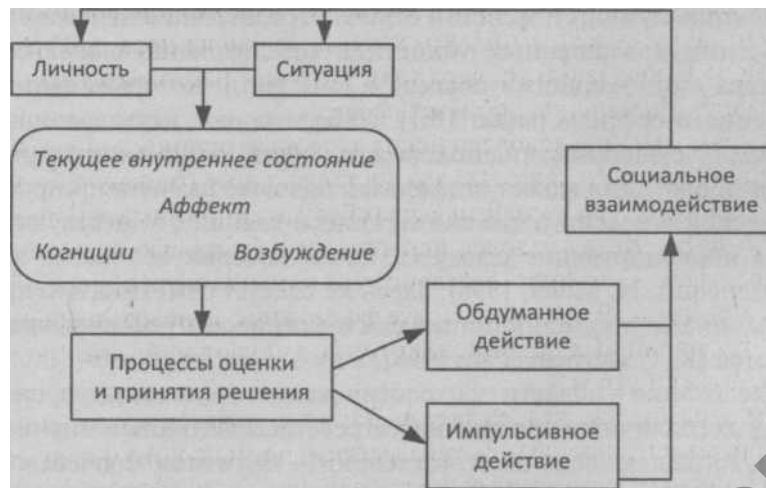 Личность
Ситуация
Текущее внутреннее состояние
Аффект
Когниции Возбуждение
Социальное
взаимодействие
Обдуманное
действие
Процессы оценки
и принятия решения
Импульсивное
действие